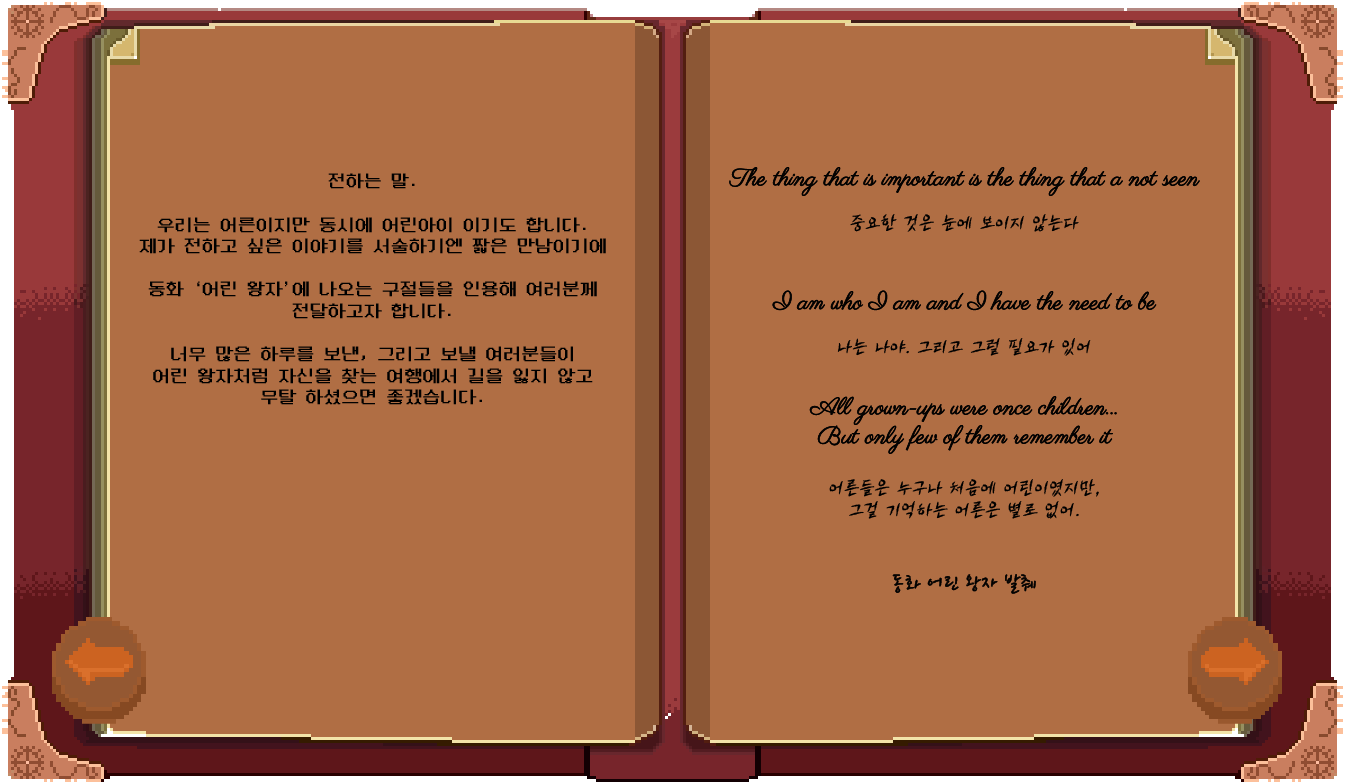 전하는 말.
우리는 어른이지만 동시에 어린아이 이기도 합니다.
제가 전하고 싶은 이야기를 서술하기엔 짧은 만남이기에
동화 ‘어린 왕자’에 나오는 구절들을 인용해 여러분께
전달하고자 합니다.
너무 많은 하루를 보낸, 그리고 보낼 여러분들이
어린 왕자처럼 자신을 찾는 여행에서 길을 잃지 않고
무탈 하셨으면 좋겠습니다.
The thing that is important is the thing that a not seen
중요한 것은 눈에 보이지 않는다
I am who I am and I have the need to be
나는 나야. 그리고 그럴 필요가 있어
All grown-ups were once children...
But only few of them remember it
어른들은 누구나 처음에 어린이였지만,
그걸 기억하는 어른은 별로 없어.
동화 어린 왕자 발췌